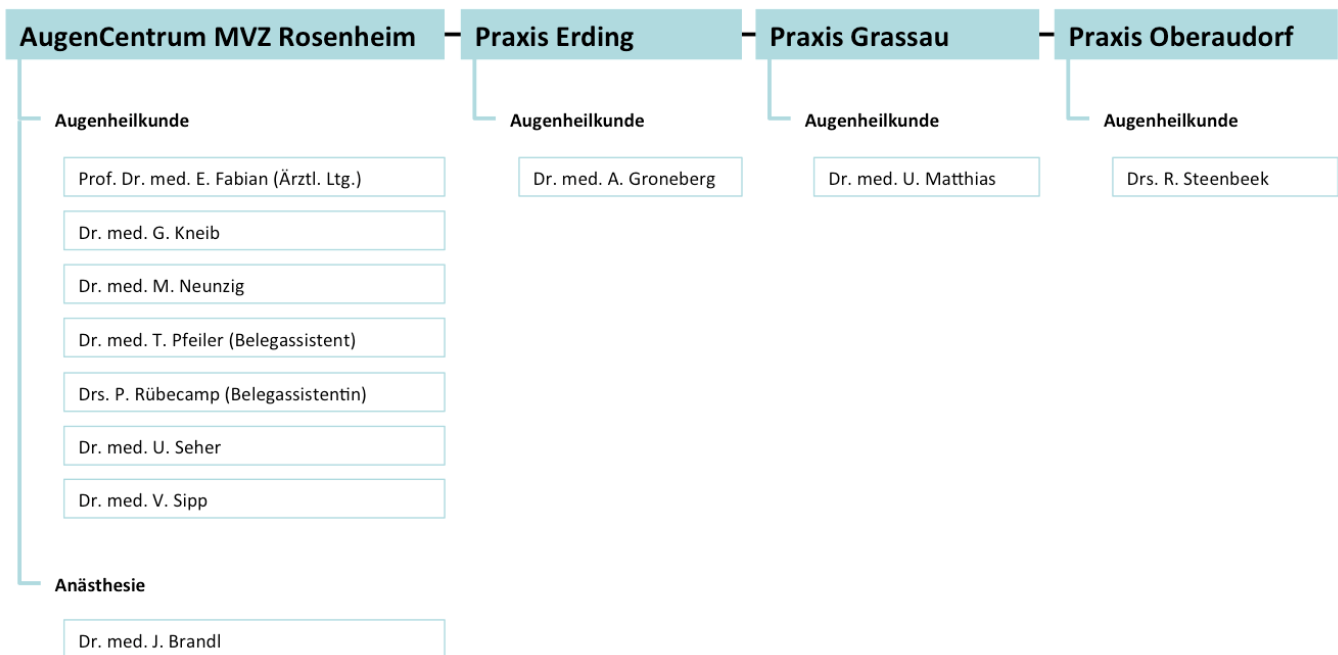 AugenCentrum MVZ Rosenheim
Augenheilkunde
Prof. Dr. med. E. Fabian (Ärztl. Ltg.)
Dr. med. G. Kneib
Dr. med. M. Neunzig
Dr. med. T. Pfeiler (Belegassistent)
Drs. P. Rübecamp (Belegassistentin)
Dr. med. U. Seher
Dr. med. V. Sipp
Anästhesie
Dr. med. J. Brandl
Praxis Erding
Augenheilkunde
Dr. med. A. Groneberg
Praxis Grassau
Augenheilkunde
Dr. med. U. Matthias
Praxis Oberaudorf
Augenheilkunde
Drs. R. Steenbeek